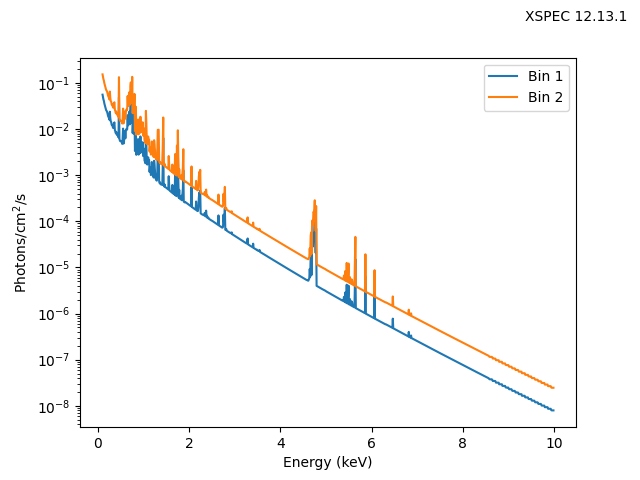 XSPEC 12.13.1
Bin 1
Bin 2
Photons/cm²/s
10⁻¹
10⁻²
10⁻³
10⁻⁴
10⁻⁵
10⁻⁶
10⁻⁷
10⁻⁸
0 2 4 6 8 10
Energy (keV)